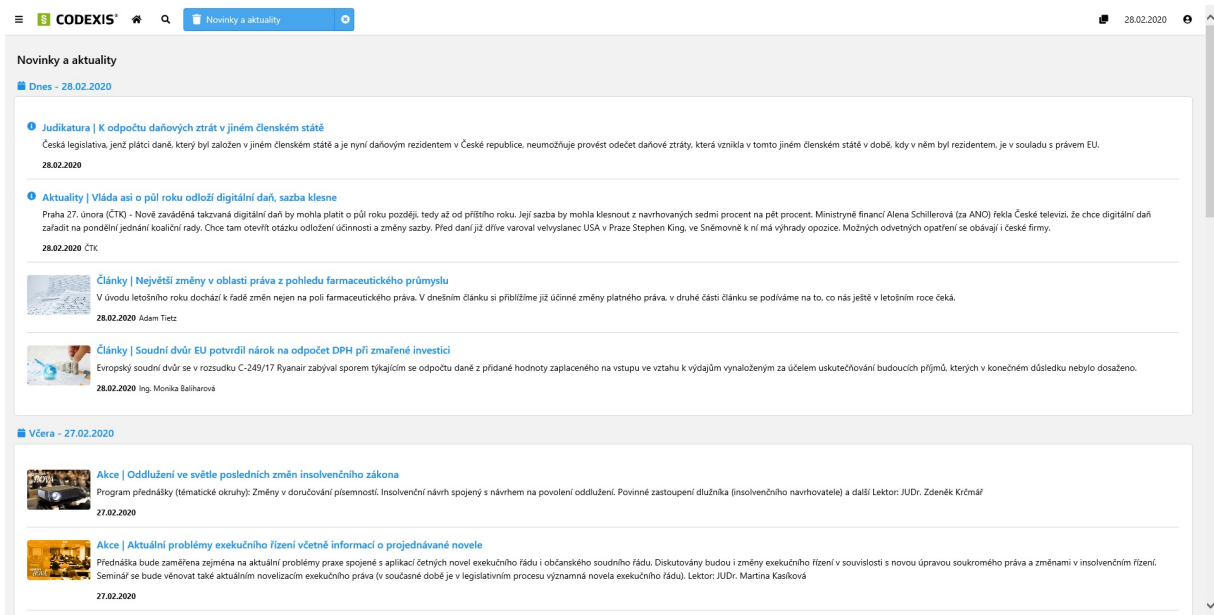 § CODEXIS®
Novinky a aktuality
28.02.2020
Novinky a aktuality
Dnes - 28.02.2020
Judikatura | K odpočtu daňových ztrát v jiném členském státě
Česká legislativa, jenž plátci daně, který byl založen v jiném členském státě a je nyní daňovým rezidentem v České republice, neumožňuje provést odečet daňové ztráty, která vznikla v tomto jiném členském státě v době, kdy v něm byl rezidentem, je v souladu s právem EU.
28.02.2020
Aktuality | Vláda asi o půl roku odloží digitální daň, sazba klesne
Praha 27. února (ČTK) - Nově zaváděná takzvaná digitální daň by mohla platit o půl roku později, tedy až od příštího roku. Její sazba by mohla klesnout z navrhovaných sedmi procent na pět procent. Ministryně financí Alena Schillerová (za ANO) řekla České televizi, že chce digitální daň
zařadit na pondělní jednání koaliční rady. Chce tam otevřít otázku odložení účinnosti a změny sazby. Před daní již dříve varoval velvyslanec USA v Praze Stephen King, ve Sněmovně k ní má výhrady opozice. Možných odvetných opatření se obávají i české firmy.
28.02.2020 ČTK
Články | Největší změny v oblasti práva z pohledu farmaceutického průmyslu
V úvodu letošního roku dochází k řadě změn nejen na poli farmaceutického práva. V dnešním článku si přiblížíme již účinné změny platného práva, v druhé části článku se podíváme na to, co nás ještě v letošním roce čeká.
28.02.2020 Adam Tietz
Články | Soudní dvůr EU potvrdil nárok na odpočet DPH při zmařené investici
Evropský soudní dvůr se v rozsudku C-249/17 Ryanair zabýval sporem týkajícím se odpočtu daně z přidané hodnoty zaplaceného na vstupu ve vztahu k výdajům vynaloženým za účelem uskutečňování budoucích příjmů, kterých v konečném důsledku nebylo dosaženo.
28.02.2020 Ing. Monika Baliharová
Včera - 27.02.2020
Akce | Oddlužení ve světle posledních změn insolvenčního zákona
Program přednášky (tématické okruhy): Změny v doručování písemností. Insolvenční návrh spojený s návrhem na povolení oddlužení. Povinné zastoupení dlužníka (insolvenčního navrhovatele) a další Lektor: JUDr. Zdeněk Krčmář
27.02.2020
Akce | Aktuální problémy exekučního řízení včetně informací o projednávané novele
Přednáška bude zaměřena zejména na aktuální problémy praxe spojené s aplikací četných novel exekučního řádu i občanského soudního řádu. Diskutovány budou i změny exekučního řízení v souvislosti s novou úpravou soukromého práva a změnami v insolvenčním řízení.
Seminář se bude věnovat také aktuálním novelizacím exekučního práva (v současné době je v legislativním procesu významná novela exekučního řádu). Lektor: JUDr. Martina Kasíková
27.02.2020